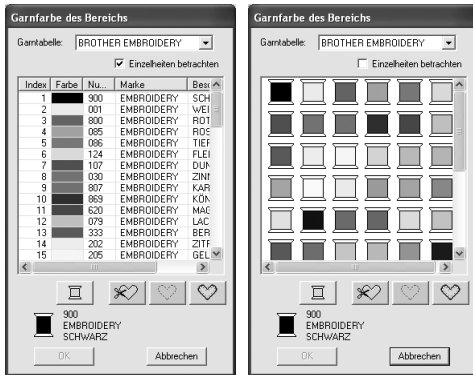 Garnfarbe des Bereichs
Garntabelle: BROTHER EMBROIDERY
Einzelheiten betrachten
Index Farbe Nu... Marke Besc
1 900 EMBROIDERY SCH
2 001 EMBROIDERY WEI
3 800 EMBROIDERY ROT
4 085 EMBROIDERY ROS
5 086 EMBROIDERY TIEF
6 124 EMBROIDERY FLEI
7 107 EMBROIDERY DUN
8 030 EMBROIDERY ZINN
9 807 EMBROIDERY KAR
10 869 EMBROIDERY KÖN
11 620 EMBROIDERY MAG
12 079 EMBROIDERY LAC
13 333 EMBROIDERY BER
14 202 EMBROIDERY ZITF
15 205 EMBROIDERY GEL
900
EMBROIDERY
SCHWARZ
OK Abbrechen
Garnfarbe des Bereichs
Garntabelle: BROTHER EMBROIDERY
Einzelheiten betrachten
900
EMBROIDERY
SCHWARZ
OK Abbrechen